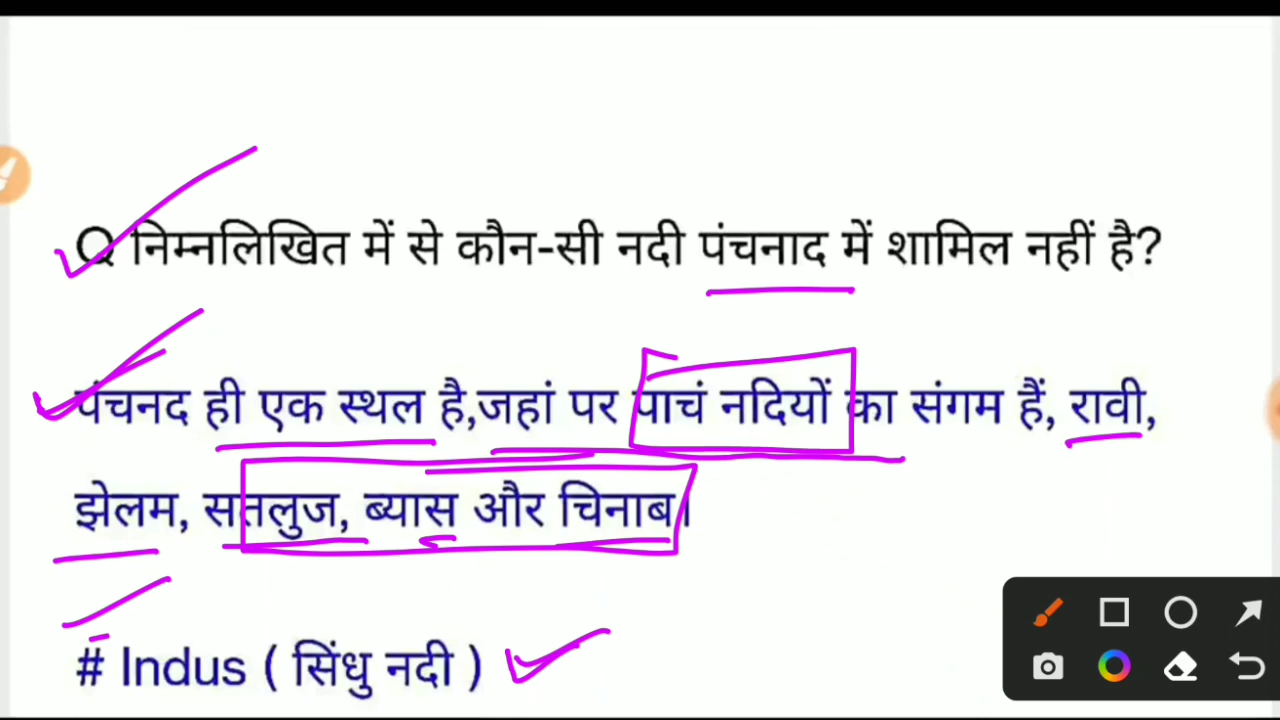 Q निम्नलिखित में से कौन-सी नदी पंचनाद में शामिल नहीं है?
पंचनद ही एक स्थल है,जहां पर पाचं नदियों का संगम हैं, रावी,
झेलम, सतलुज, ब्यास और चिनाब।
# Indus ( सिंधु नदी )